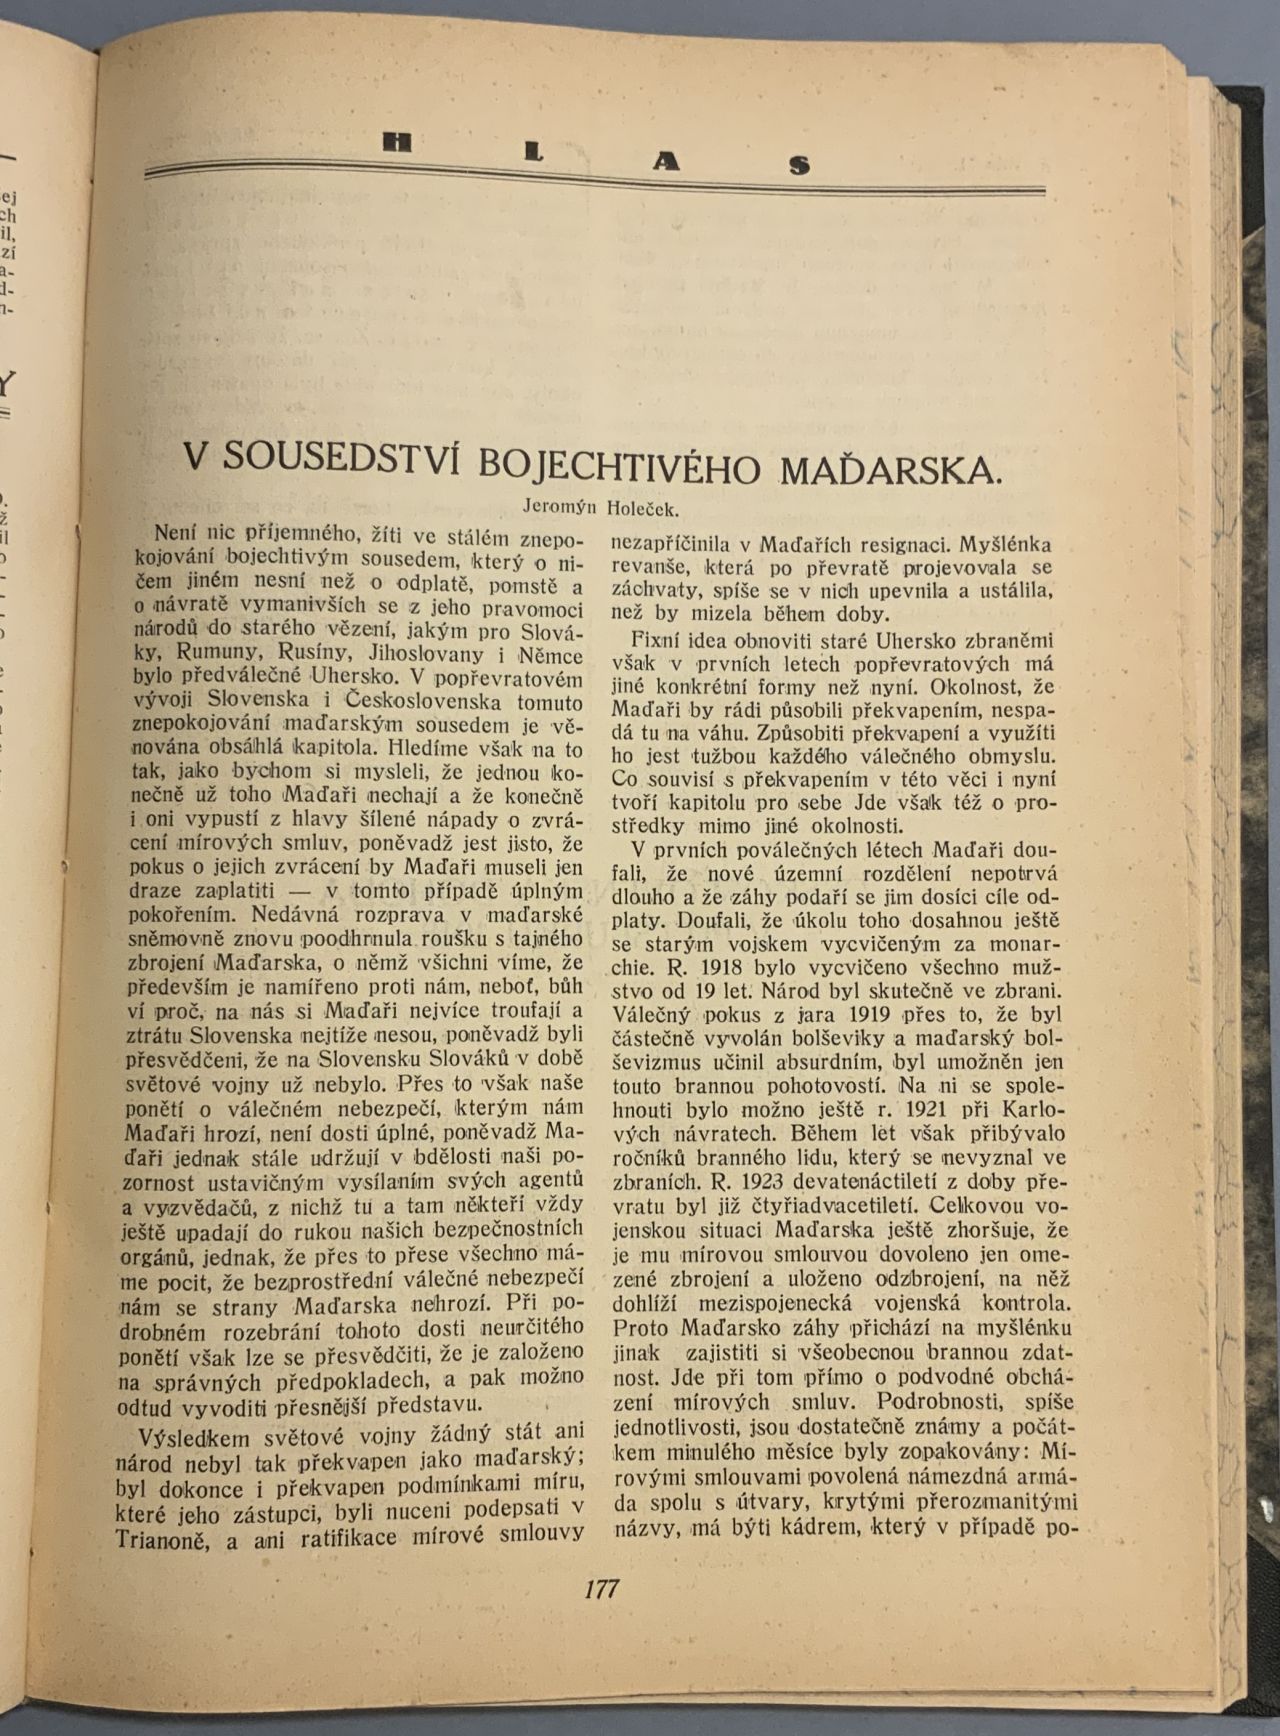 H L A S
V SOUSEDSTVÍ BOJECHTIVÉHO MAĎARSKA.
Jeromýn Holeček.
Není nic příjemného, žíti ve stálém znepo-
kojování bojechtivým sousedem, který o ni-
čem jiném nesní než o odplatě, pomstě a
o návratě vymanivších se z jeho pravomoci
národů do starého vězení, jakým pro Slová-
ky, Rumuny, Rusíny, Jihoslovany i Němce
bylo předválečné Uhersko. V popřevratovém
vývoji Slovenska i Československa tomuto
znepokojování maďarským sousedem je vě-
nována obsáhlá kapitola. Hledíme však na to
tak, jako bychom si mysleli, že jednou ko-
nečně už toho Maďaři nechají a že konečně
i oni vypustí z hlavy šílené nápady o zvrá-
cení mírových smluv, poněvadž jest jisto, že
pokus o jejich zvrácení by Maďaři museli jen
draze zaplatiti — v tomto případě úplným
pokořením. Nedávná rozprava v maďarské
sněmovně znovu poodhrnula roušku s tajného
zbrojení Maďarska, o němž všichni víme, že
především je namířeno proti nám, neboť, bůh
ví proč, na nás si Maďaři nejvíce troufají a
ztrátu Slovenska nejtíže nesou, poněvadž byli
přesvědčeni, že na Slovensku Slováků v době
světové vojny už nebylo. Přes to však naše
ponětí o válečném nebezpečí, kterým nám
Maďaři hrozí, není dosti úplné, poněvadž Ma-
ďaři jednak stále udržují v bdělosti naši po-
zornost ustavičným vysílaním svých agentů
a vyzvědačů, z nichž tu a tam někteří vždy
ještě upadají do rukou našich bezpečnostních
orgánů, jednak, že přes to přese všechno má-
me pocit, že bezprostřední válečné nebezpečí
nám se strany Maďarska nehrozí. Při po-
drobném rozebrání tohoto dosti neurčitého
ponětí však lze se přesvědčiti, že je založeno
na správných předpokladech, a pak možno
odtud vyvoditi přesnější představu.
Výsledkem světové vojny žádný stát ani
národ nebyl tak překvapen jako maďarský;
byl dokonce i překvapen podmínkami míru,
které jeho zástupci, byli nuceni podepsati v
Trianoně, a ani ratifikace mírové smlouvy
nezapříčinila v Maďařích resignaci. Myšlénka
revanše, která po převratě projevovala se
záchvaty, spíše se v nich upevnila a ustálila,
než by mizela během doby.
Fixní idea obnoviti staré Uhersko zbraněmi
však v prvních letech popřevratových má
jiné konkrétní formy než nyní. Okolnost, že
Maďaři by rádi působili překvapením, nespa-
dá tu na váhu. Způsobiti překvapení a využíti
ho jest tužbou každého válečného obmyslu.
Co souvisí s překvapením v této věci i nyní
tvoří kapitolu pro sebe Jde však též o pro-
středky mimo jiné okolnosti.
V prvních poválečných létech Maďaři dou-
fali, že nové územní rozdělení nepotrvá
dlouho a že záhy podaří se jim dosíci cíle od-
platy. Doufali, že úkolu toho dosahnou ještě
se starým vojskem vycvičeným za monar-
chie. R. 1918 bylo vycvičeno všechno muž-
stvo od 19 let. Národ byl skutečně ve zbrani.
Válečný pokus z jara 1919 přes to, že byl
částečně vyvolán bolševiky a maďarský bol-
ševizmus učinil absurdním, byl umožněn jen
touto brannou pohotovostí. Na ni se spole-
hnouti bylo možno ještě r. 1921 při Karlo-
vých návratech. Během let však přibývalo
ročníků branného lidu, který se nevyznal ve
zbraních. R. 1923 devatenáctiletí z doby pře-
vratu byl již čtyřiadvacetiletí. Celkovou vo-
jenskou situaci Maďarska ještě zhoršuje, že
je mu mírovou smlouvou dovoleno jen ome-
zené zbrojení a uloženo odzbrojení, na něž
dohlíží mezispojenecká vojenská kontrola.
Proto Maďarsko záhy přichází na myšlénku
jinak zajistiti si všeobecnou brannou zdat-
nost. Jde při tom přímo o podvodné obchá-
zení mírových smluv. Podrobnosti, spíše
jednotlivosti, jsou dostatečně známy a počát-
kem minulého měsíce byly zopakovány: Mí-
rovými smlouvami povolená námezdná armá-
da spolu s útvary, krytými přerozmanitými
názvy, má býti kádrem, který v případě po-
177